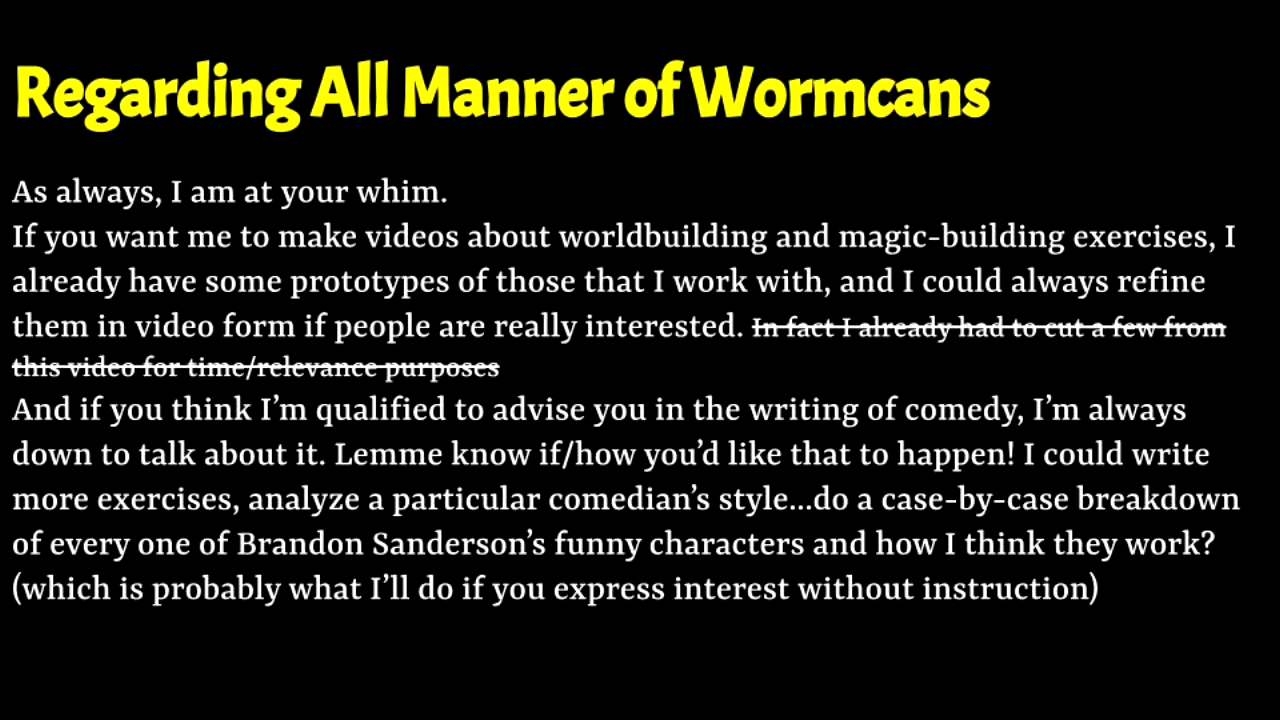 Regarding All Manner of Wormcans
As always, I am at your whim.
If you want me to make videos about worldbuilding and magic-building exercises, I
already have some prototypes of those that I work with, and I could always refine
them in video form if people are really interested. In fact I already had to cut a few from
this video for time/relevance purposes
And if you think I’m qualified to advise you in the writing of comedy, I’m always
down to talk about it. Lemme know if/how you’d like that to happen! I could write
more exercises, analyze a particular comedian’s style...do a case-by-case breakdown
of every one of Brandon Sanderson’s funny characters and how I think they work?
(which is probably what I’ll do if you express interest without instruction)